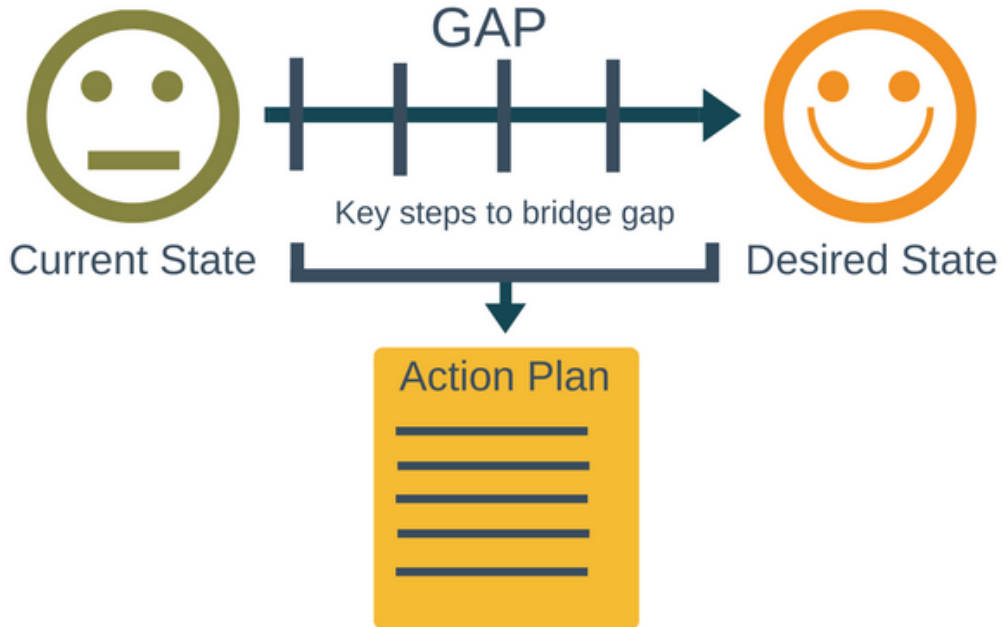 GAP
Key steps to bridge gap
Current State
Desired State
Action Plan